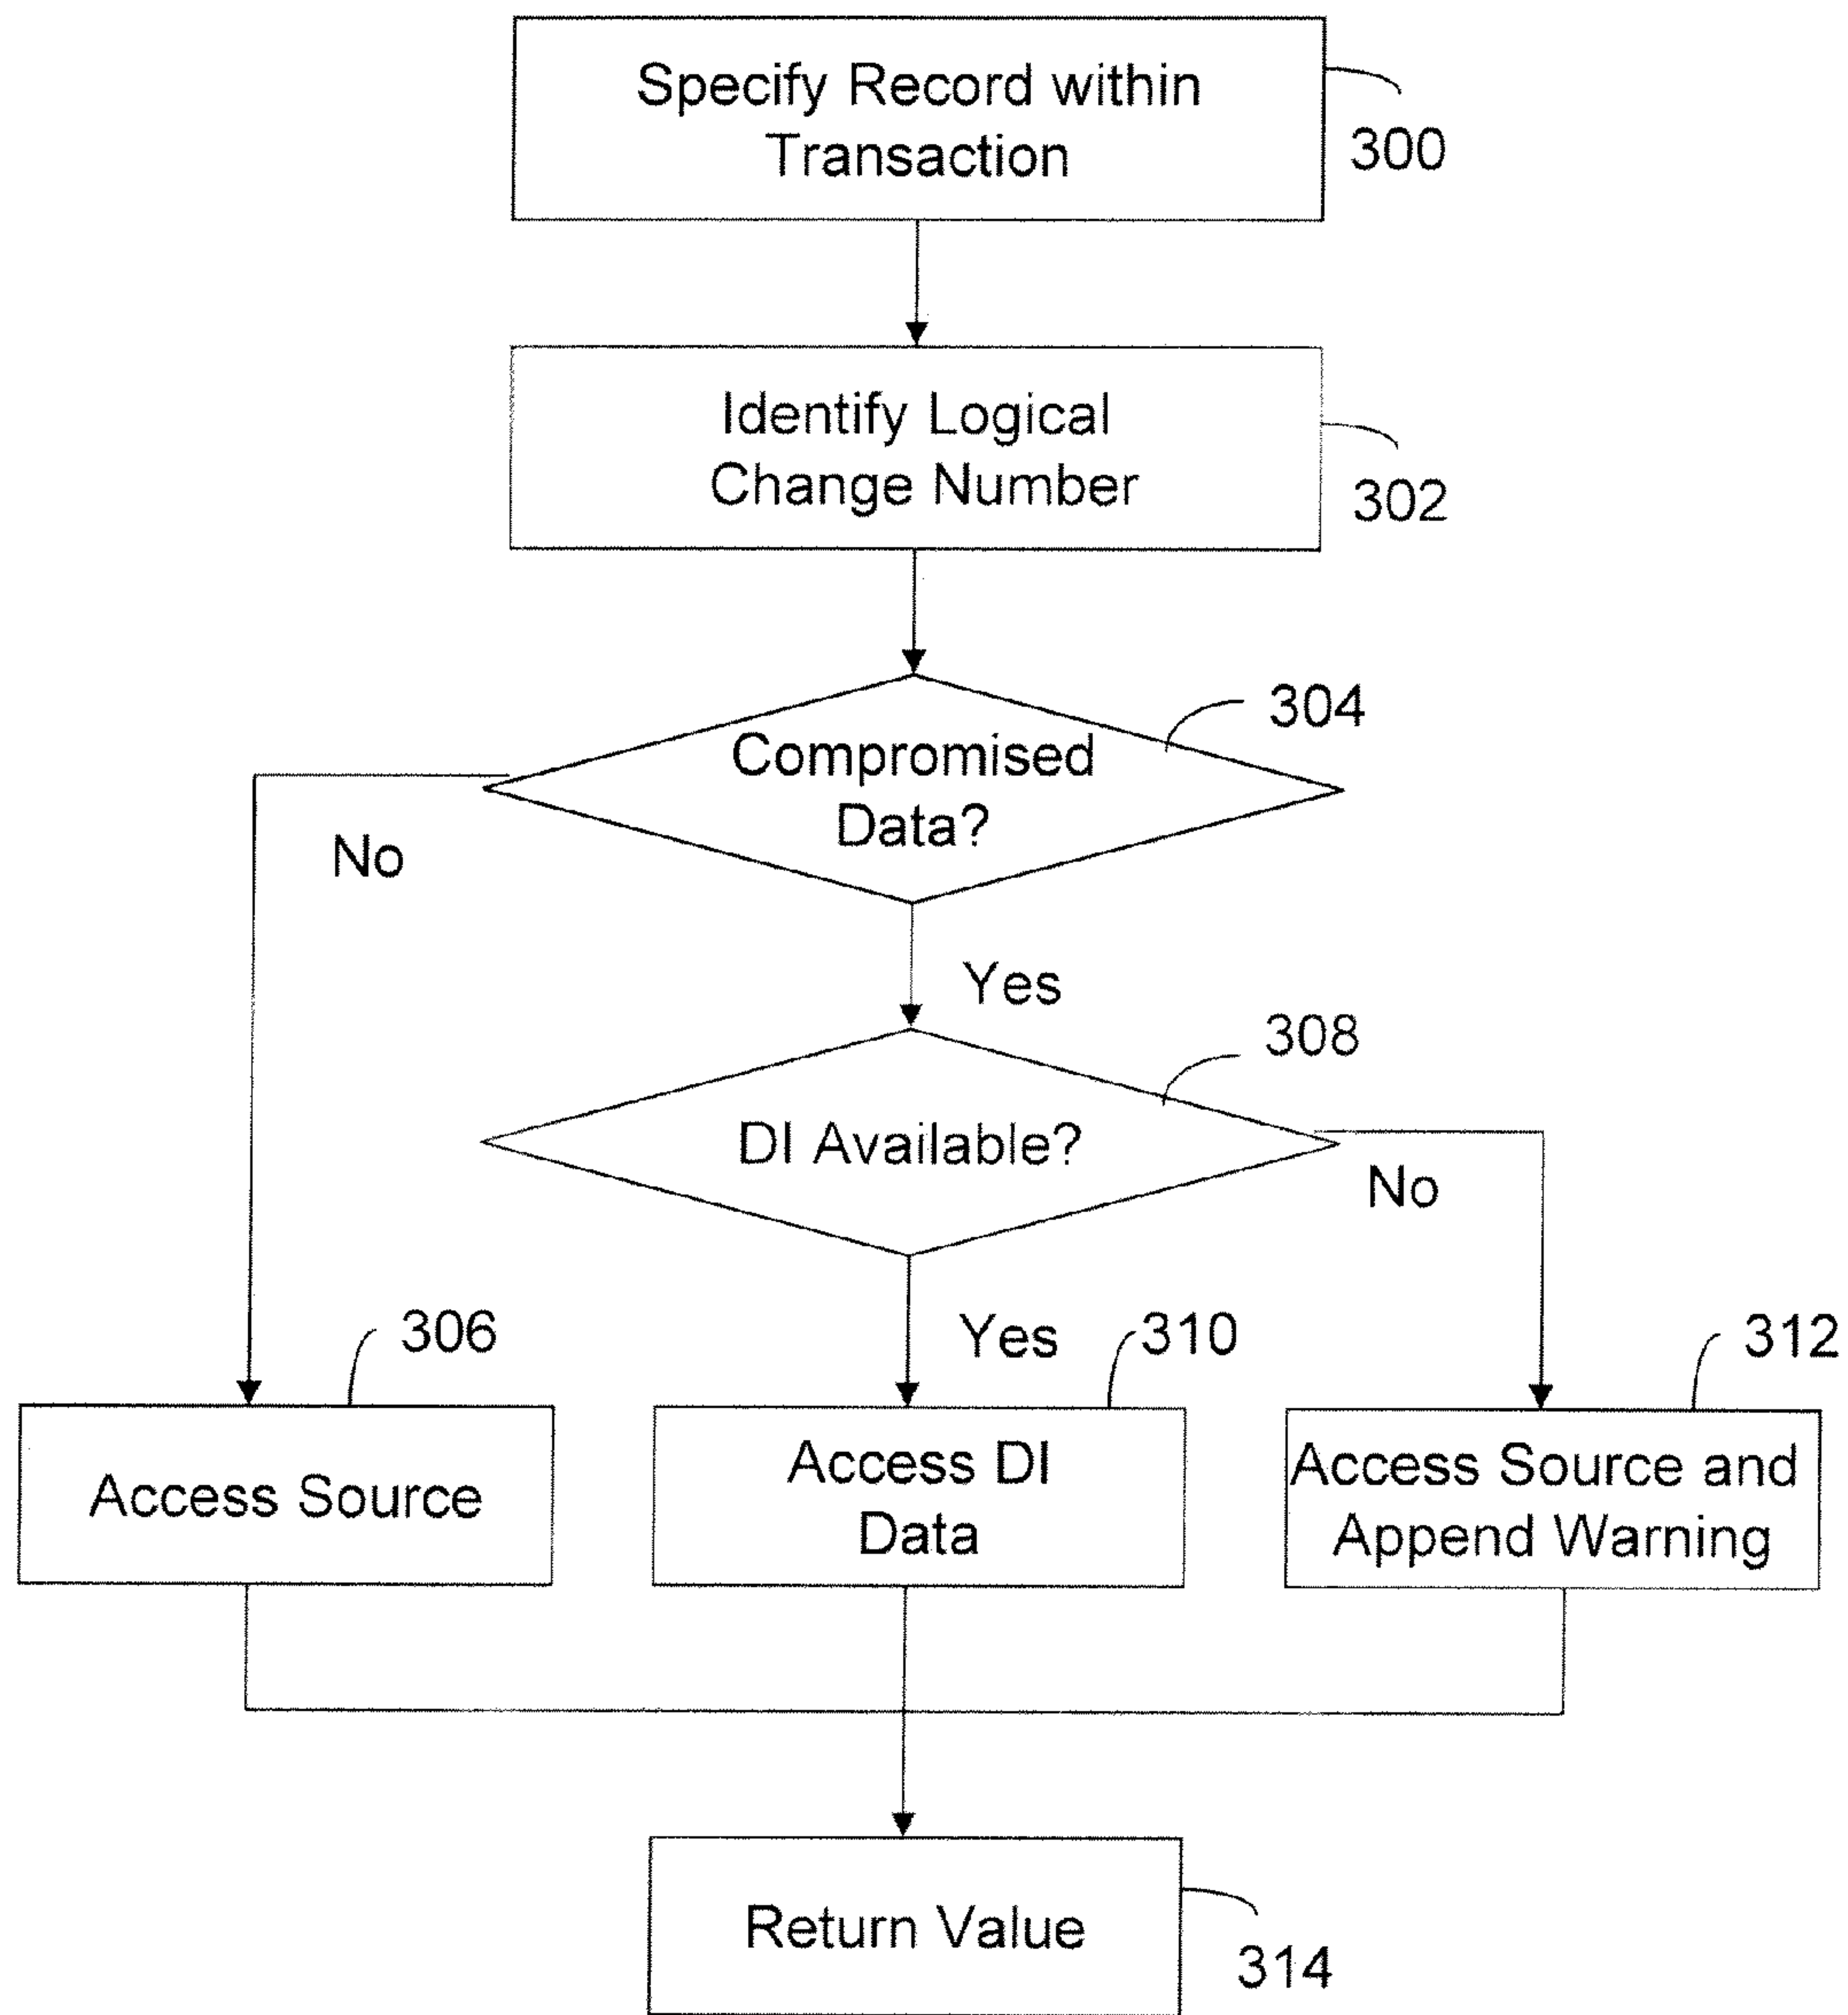 Specify Record within
Transaction
300
Identify Logical
Change Number
302
304
Compromised
Data?
No
Yes
308
DI Available?
No
306
Yes
310
312
Access Source
Access DI
Data
Access Source and
Append Warning
Return Value
314